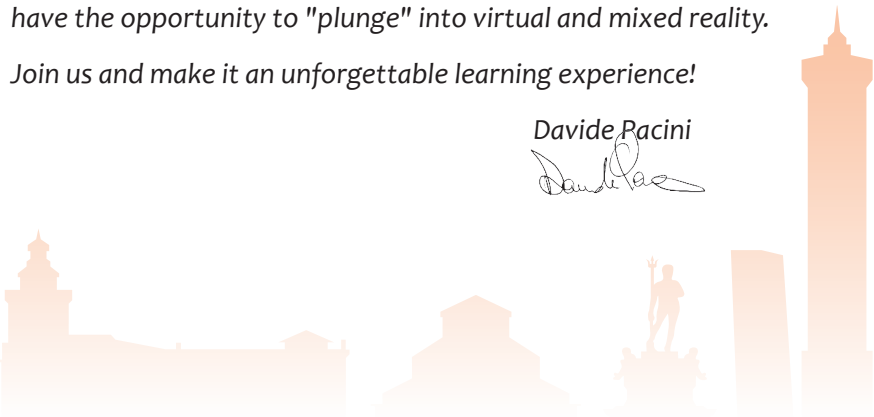 have the opportunity to "plunge" into virtual and mixed reality.
Join us and make it an unforgettable learning experience!
Davide Pacini